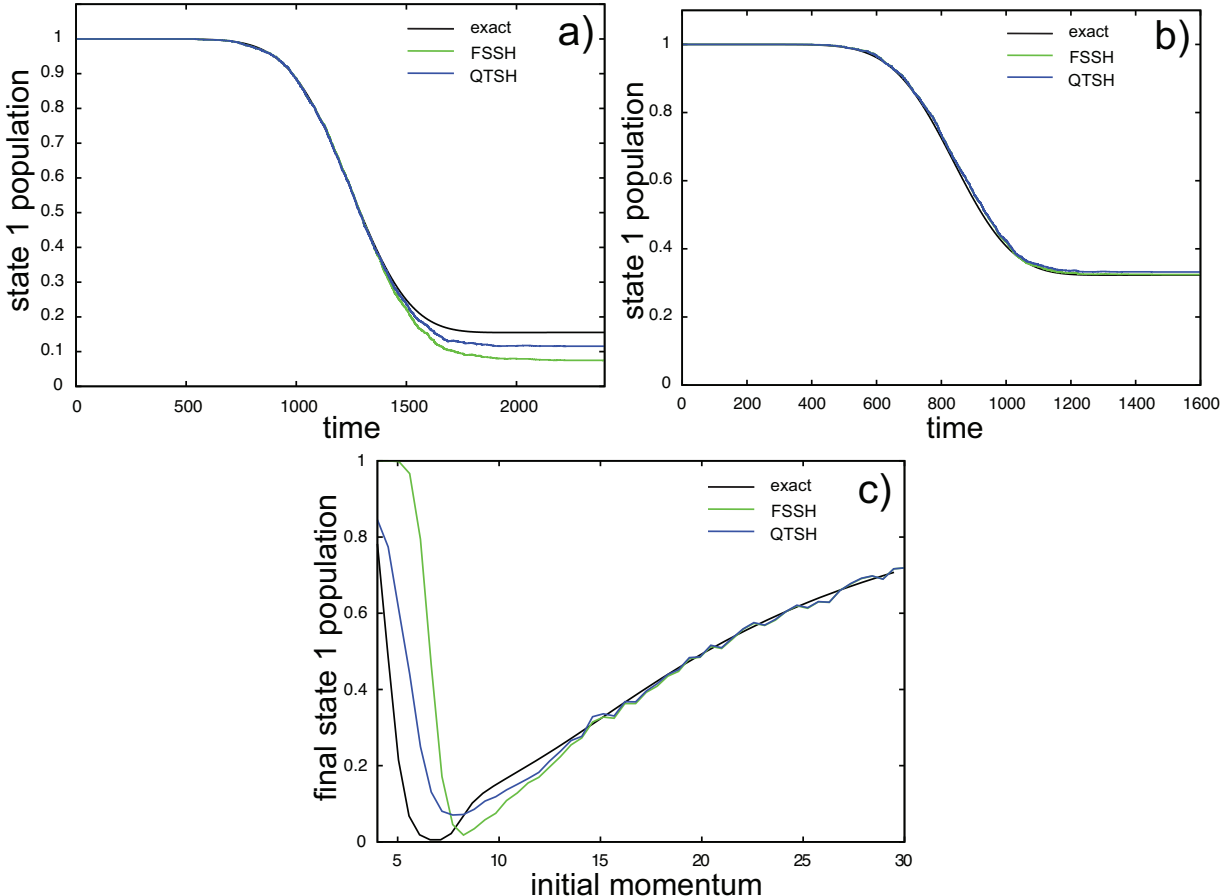 a)
exact
FSSH
QTSH
state 1 population
1
0.9
0.8
0.7
0.6
0.5
0.4
0.3
0.2
0.1
0
0 500 1000 1500 2000
time
b)
exact
FSSH
QTSH
state 1 population
1
0.8
0.6
0.4
0.2
0
0 200 400 600 800 1000 1200 1400 1600
time
c)
exact
FSSH
QTSH
final state 1 population
1
0.8
0.6
0.4
0.2
0
5 10 15 20 25 30
initial momentum